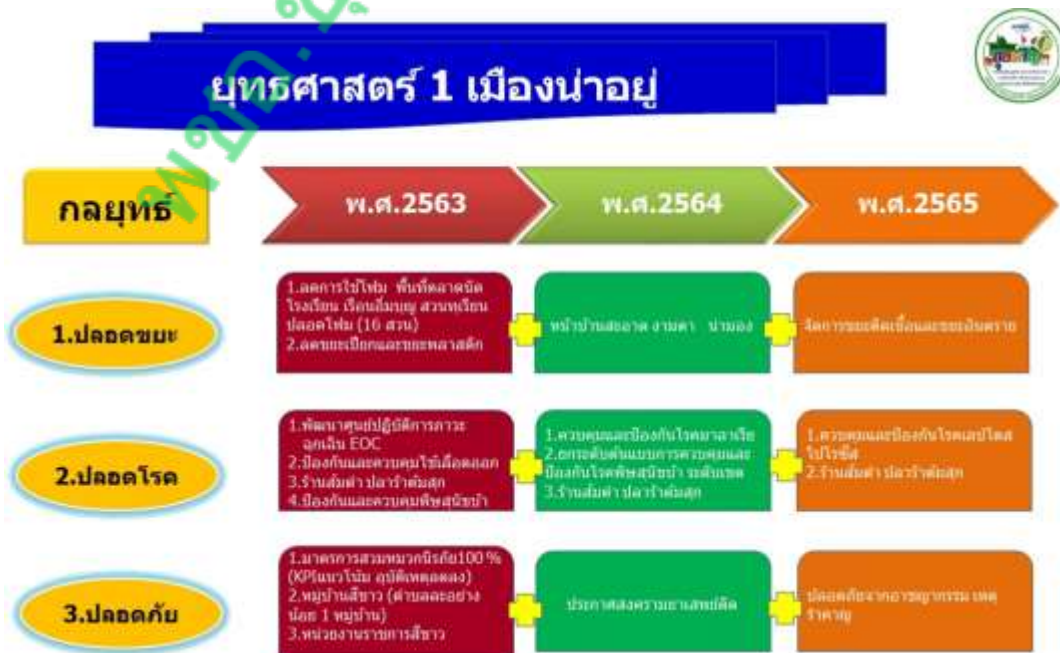 ยุทธศาสตร์ 1 เมืองน่าอยู่
กลยุทธ์
พ.ศ.2563
พ.ศ.2564
พ.ศ.2565
1.ปลอดขยะ
1.ลดการใช้โฟม พื้นที่ตลาดนัด
โรงเรียน เรือนอิ่มบุญ สวนทุเรียน
ปลอดโฟม (16 สวน)
2.ลดขยะเปียกและขยะพลาสติก
หน้าบ้านสะอาด งามตา น่ามอง
จัดการขยะติดเชื้อและขยะอันตราย
2.ปลอดโรค
1.พัฒนาศูนย์ปฏิบัติการภาวะ
ฉุกเฉิน EOC
2.ป้องกันและควบคุมไข้เลือดออก
3.ร้านส้มตำ ปลาร้าต้มสุก
4.ป้องกันและควบคุมพิษสุนัขบ้า
1.ควบคุมและป้องกันโรคมาลาเรีย
2.ยกระดับต้นแบบการควบคุมและ
ป้องกันโรคพิษสุนัขบ้า ระดับเขต
3.ร้านส้มตำ ปลาร้าต้มสุก
1.ควบคุมและป้องกันโรคเลปโตส
ไปโรซีส
2.ร้านส้มตำ ปลาร้าต้มสุก
3.ปลอดภัย
1.มาตรการสวมหมวกนิรภัย100 %
(KPIแนวโน้ม อุบัติเหตุลดลง)
2.หมู่บ้านสีขาว (ตำบลละอย่าง
น้อย 1 หมู่บ้าน)
3.หน่วยงานราชการสีขาว
ประกาศสงครามยาเสพย์ติด
ปลอดภัยจากอาชญากรรม เหตุ
รำคาญ